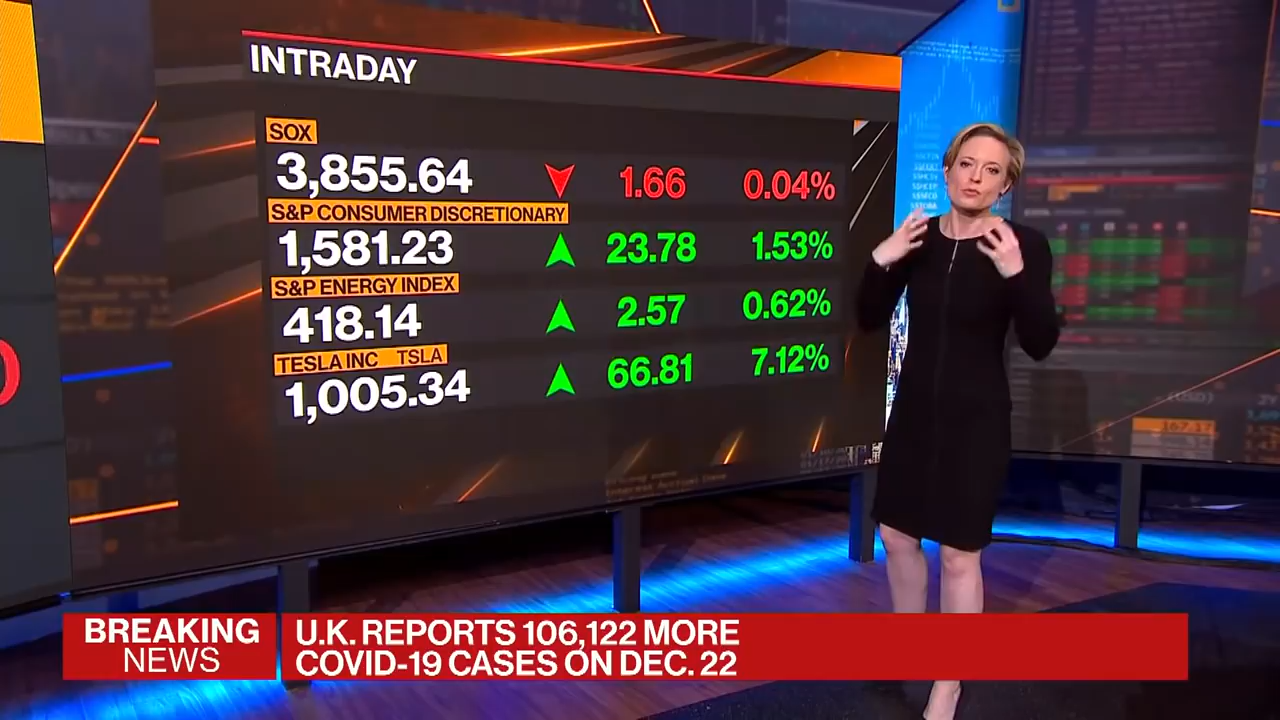 INTRADAY
SOX
3,855.64 1.66 0.04%
S&P CONSUMER DISCRETIONARY
1,581.23 23.78 1.53%
S&P ENERGY INDEX
418.14 2.57 0.62%
TESLA INC TSLA
1,005.34 66.81 7.12%
167.17
BREAKING
NEWS
U.K. REPORTS 106,122 MORE
COVID-19 CASES ON DEC. 22